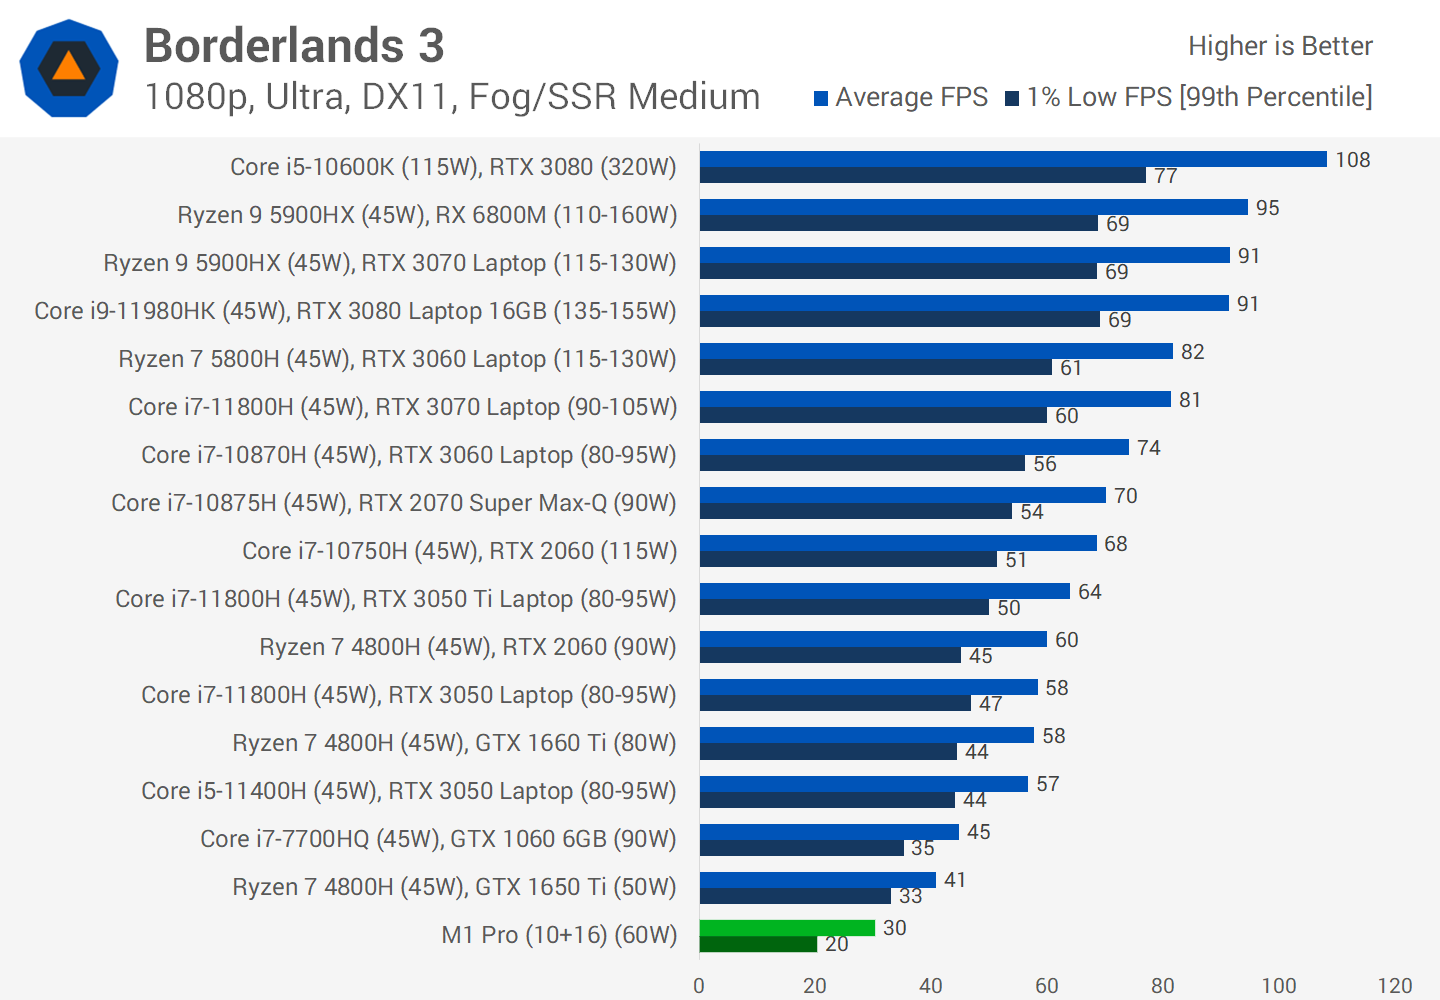 Borderlands 3
Higher is Better
1080p, Ultra, DX11, Fog/SSR Medium
Average FPS 1% Low FPS [99th Percentile]
Core i5-10600K (115W), RTX 3080 (320W) 108
77
Ryzen 9 5900HX (45W), RX 6800M (110-160W) 95
69
Ryzen 9 5900HX (45W), RTX 3070 Laptop (115-130W) 91
69
Core i9-11980HK (45W), RTX 3080 Laptop 16GB (135-155W) 91
69
Ryzen 7 5800H (45W), RTX 3060 Laptop (115-130W) 82
61
Core i7-11800H (45W), RTX 3070 Laptop (90-105W) 81
60
Core i7-10870H (45W), RTX 3060 Laptop (80-95W) 74
56
Core i7-10875H (45W), RTX 2070 Super Max-Q (90W) 70
54
Core i7-10750H (45W), RTX 2060 (115W) 68
51
Core i7-11800H (45W), RTX 3050 Ti Laptop (80-95W) 64
50
Ryzen 7 4800H (45W), RTX 2060 (90W) 60
45
Core i7-11800H (45W), RTX 3050 Laptop (80-95W) 58
47
Ryzen 7 4800H (45W), GTX 1660 Ti (80W) 58
44
Core i5-11400H (45W), RTX 3050 Laptop (80-95W) 57
44
Core i7-7700HQ (45W), GTX 1060 6GB (90W) 45
35
Ryzen 7 4800H (45W), GTX 1650 Ti (50W) 41
33
M1 Pro (10+16) (60W) 30
20
0 20 40 60 80 100 120